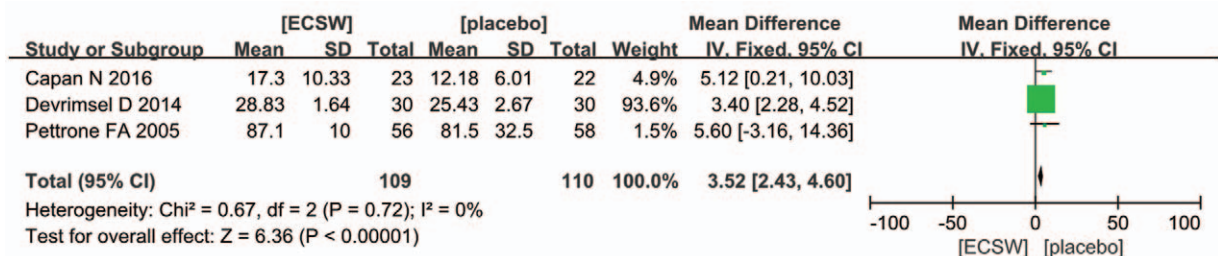 [ECSW] [placebo] Mean Difference Mean Difference
Study or Subgroup Mean SD Total Mean SD Total Weight IV, Fixed, 95% CI IV, Fixed, 95% CI
Capan N 2016 17.3 10.33 23 12.18 6.01 22 4.9% 5.12 [0.21, 10.03]
Devrimsel D 2014 28.83 1.64 30 25.43 2.67 30 93.6% 3.40 [2.28, 4.52]
Pettrone FA 2005 87.1 10 56 81.5 32.5 58 1.5% 5.60 [-3.16, 14.36]
Total (95% CI) 109 110 100.0% 3.52 [2.43, 4.60]
Heterogeneity: Chi² = 0.67, df = 2 (P = 0.72); I² = 0%
Test for overall effect: Z = 6.36 (P < 0.00001)
-100 -50 0 50 100
[ECSW] [placebo]